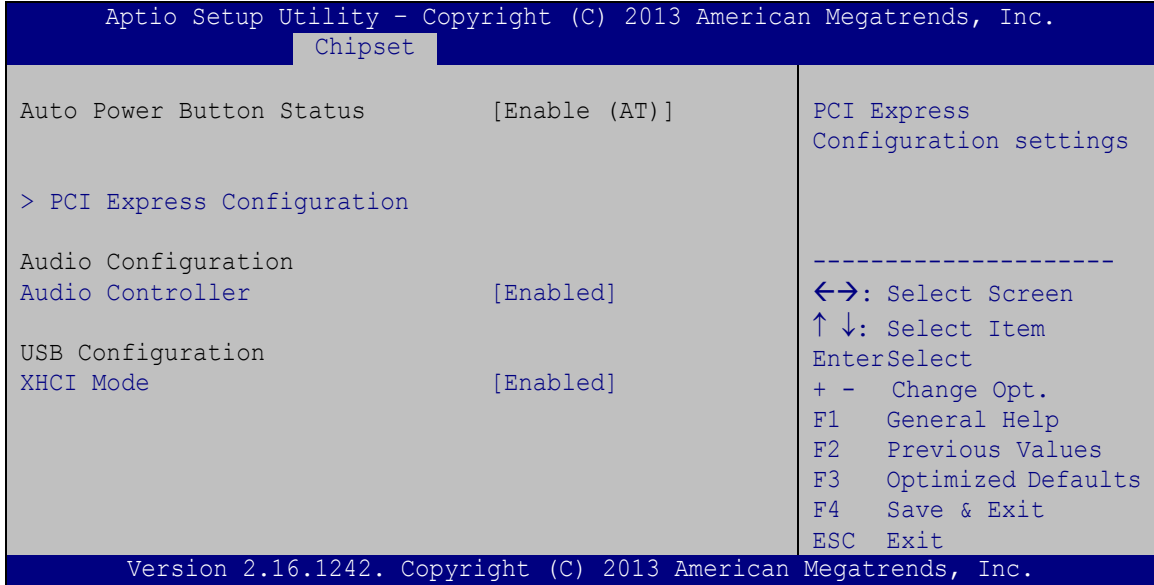 Aptio Setup Utility – Copyright (C) 2013 American Megatrends, Inc.
Chipset
Auto Power Button Status [Enable (AT)]
> PCI Express Configuration
Audio Configuration
Audio Controller [Enabled]
USB Configuration
XHCI Mode [Enabled]
PCI Express
Configuration settings
---------------------
←→: Select Screen
↑ ↓: Select Item
EnterSelect
+ - Change Opt.
F1 General Help
F2 Previous Values
F3 Optimized Defaults
F4 Save & Exit
ESC Exit
Version 2.16.1242. Copyright (C) 2013 American Megatrends, Inc.